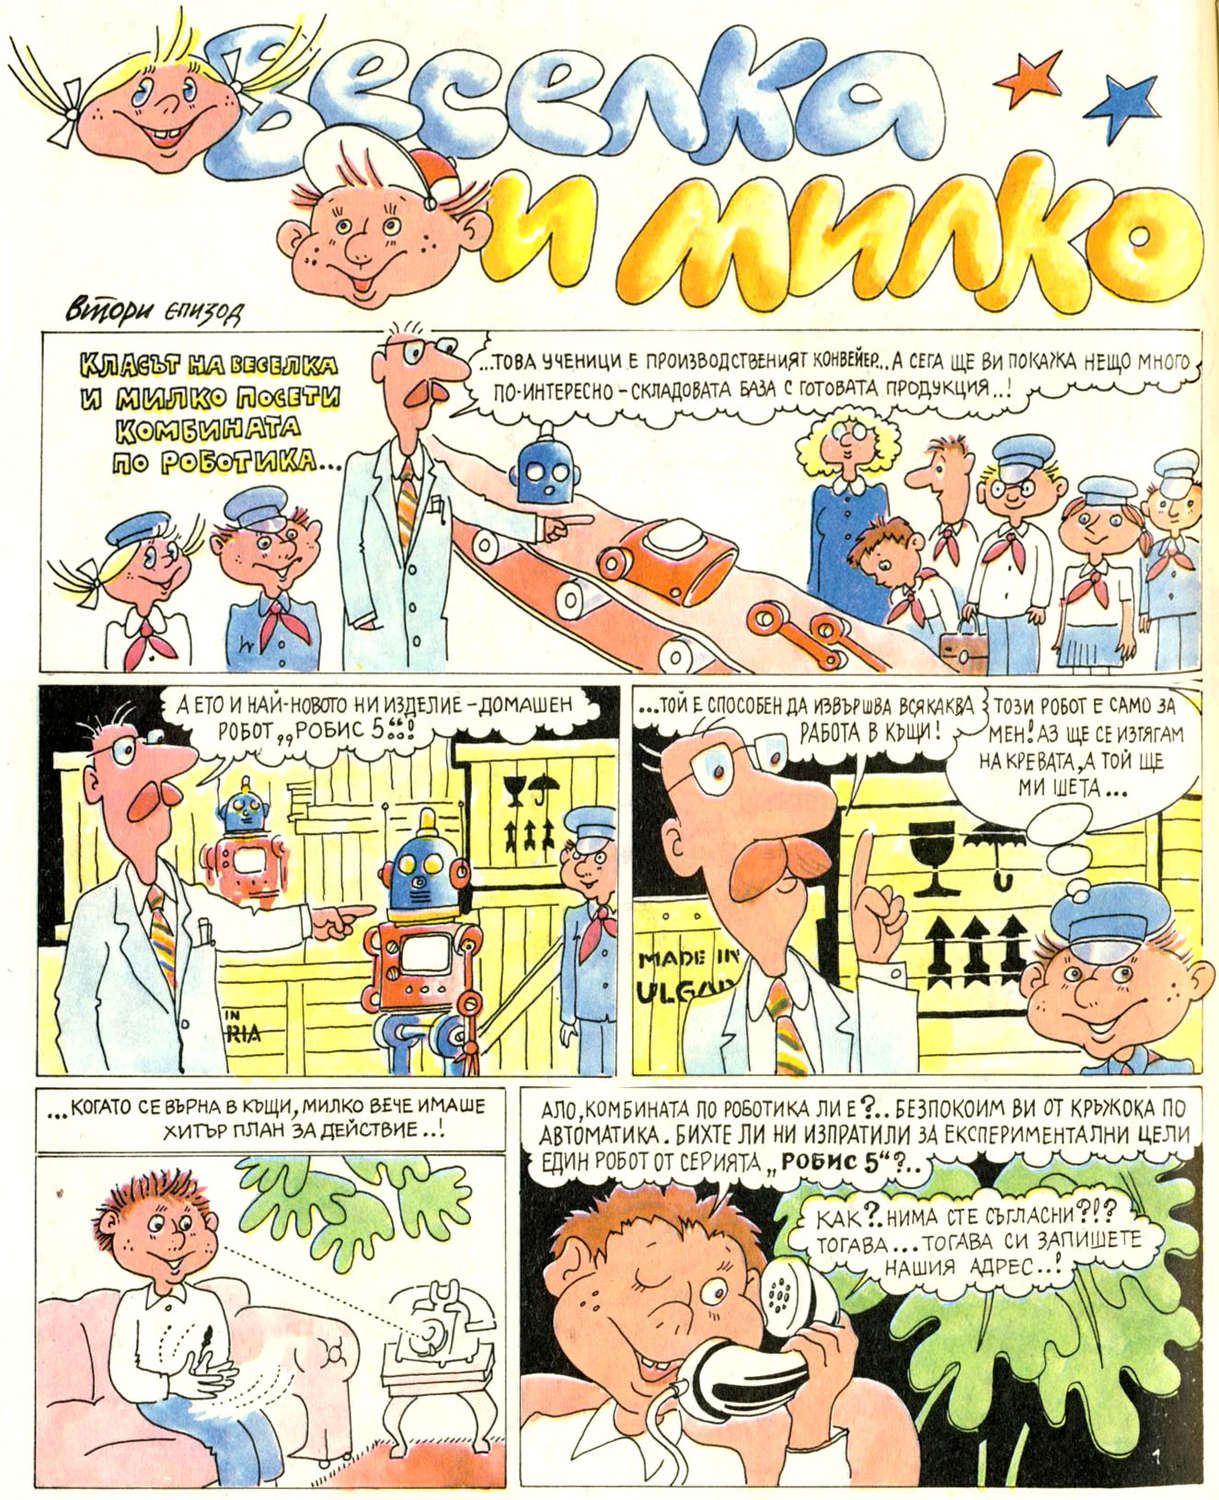 Веселка
и Милко
втори епизод
КЛАСЪТ НА ВЕСЕЛКА
И МИЛКО ПОСЕТИ
КОМБИНАТА
ПО РОБОТИКА...
...ТОВА УЧЕНИЦИ Е ПРОИЗВОДСТВЕНИЯТ КОНВЕЙЕР... А СЕГА ЩЕ ВИ ПОКАЖА НЕЩО МНОГО
ПО-ИНТЕРЕСНО – СКЛАДОВАТА БАЗА С ГОТОВАТА ПРОДУКЦИЯ..!
А ЕТО И НАЙ-НОВОТО НИ ИЗДЕЛИЕ – ДОМАШЕН
РОБОТ „РОБИС 5“!
IN
RIA
...ТОЙ Е СПОСОБЕН ДА ИЗВЪРШВА ВСЯКАКВА
РАБОТА В КЪЩИ!
ТОЗИ РОБОТ Е САМО ЗА
МЕН! АЗ ЩЕ СЕ ИЗТЯГАМ
НА КРЕВАТА, А ТОЙ ЩЕ
МИ ШЕТА...
MADE IN
ULGAR
...КОГАТО СЕ ВЪРНА В КЪЩИ, МИЛКО ВЕЧЕ ИМАШЕ
ХИТЪР ПЛАН ЗА ДЕЙСТВИЕ..!
АЛО, КОМБИНАТА ПО РОБОТИКА ЛИ Е?.. БЕЗПОКОИМ ВИ ОТ КРЪЖОКА ПО
АВТОМАТИКА. БИХТЕ ЛИ НИ ИЗПРАТИЛИ ЗА ЕКСПЕРИМЕНТАЛНИ ЦЕЛИ
ЕДИН РОБОТ ОТ СЕРИЯТА „РОБИС 5“?..
КАК?. НИМА СТЕ СЪГЛАСНИ?!?
ТОГАВА... ТОГАВА СИ ЗАПИШЕТЕ
НАШИЯ АДРЕС..!
1